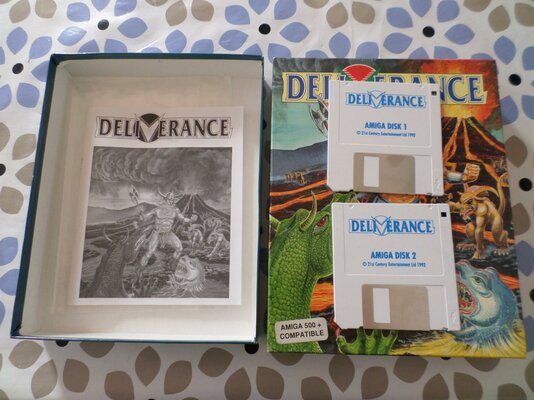 DELIVERANCE
DELIVERANCE
DELIVERANCE
AMIGA DISK 1
© 21st Century Entertainment Ltd 1992
DELIVERANCE
AMIGA DISK 2
© 21st Century Entertainment Ltd 1992
AMIGA 500 +
COMPATIBLE